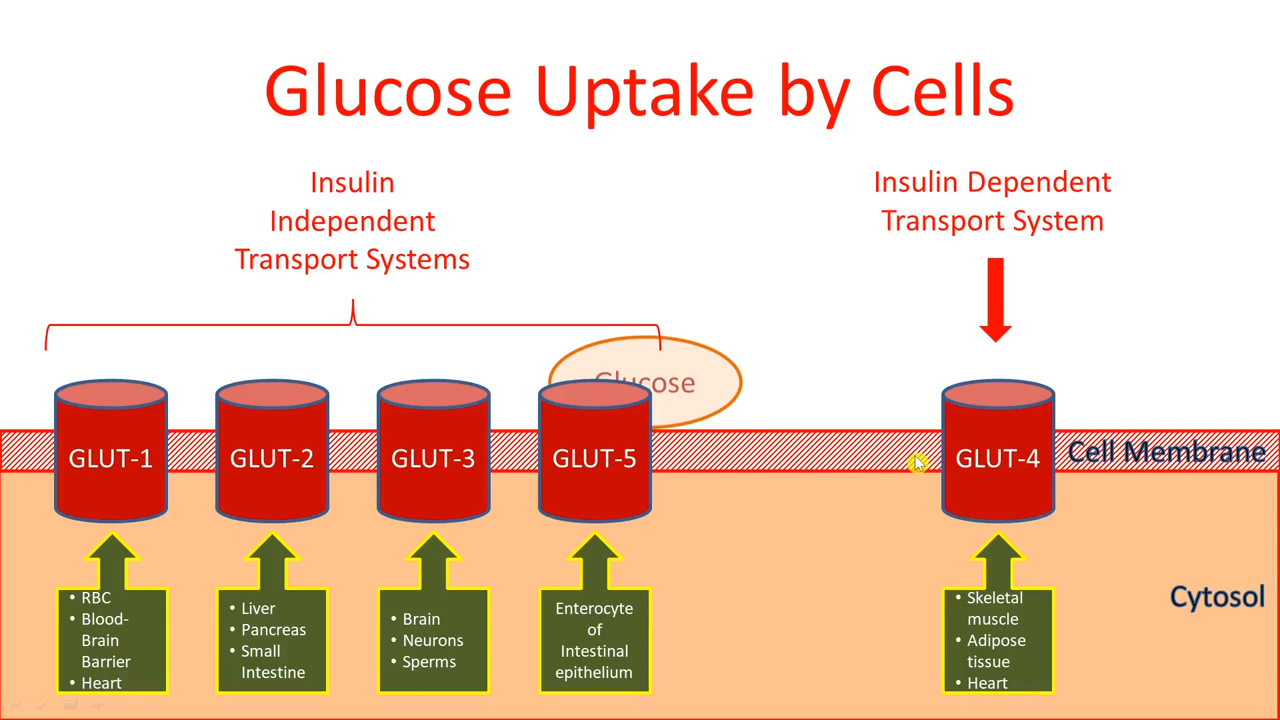 Glucose Uptake by Cells
Insulin
Independent
Transport Systems
Insulin Dependent
Transport System
Glucose
GLUT-1
GLUT-2
GLUT-3
GLUT-5
GLUT-4
Cell Membrane
• RBC
• Blood-
Brain
Barrier
• Heart
• Liver
• Pancreas
• Small
Intestine
• Brain
• Neurons
• Sperms
Enterocyte
of
Intestinal
epithelium
• Skeletal
muscle
• Adipose
tissue
• Heart
Cytosol